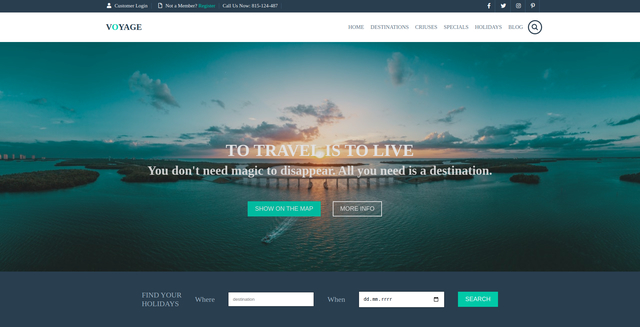 Customer Login
Not a Member? Register
Call Us Now: 815-124-407
VOYAGE
HOME
DESTINATIONS
CRIUSES
SPECIALS
HOLIDAYS
BLOG
TO TRAVEL IS TO LIVE
You don't need magic to disappear. All you need is a destination.
SHOW ON THE MAP
MORE INFO
FIND YOUR
HOLIDAYS
Where
destination
When
dd.mm.rrrr
SEARCH